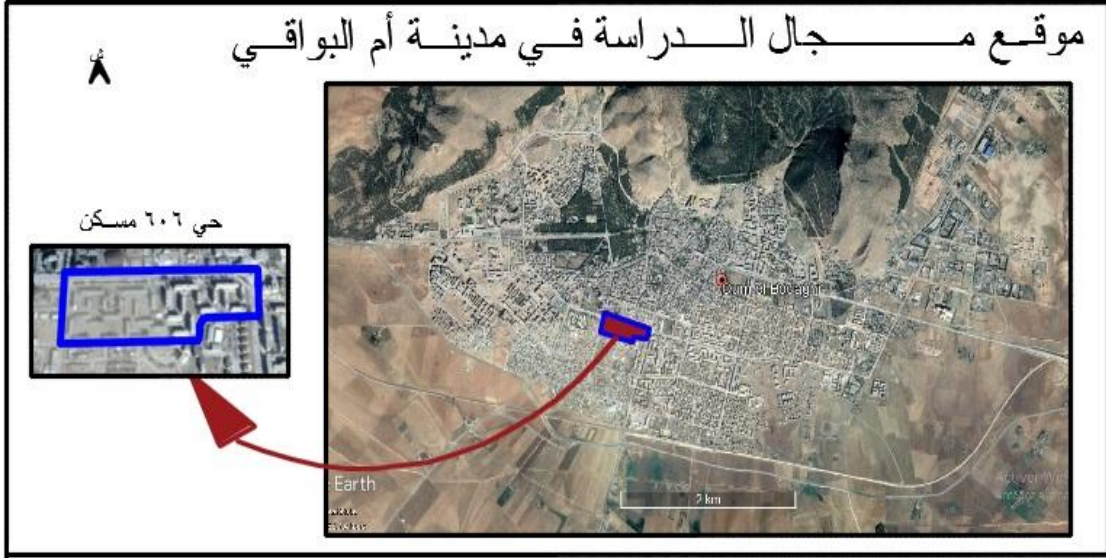 موقع مجال الدراسة في مدينة أم البواقي
ش
حي ٦٠٦ مسكن
Oum el Bouaghi
Earth
2 km